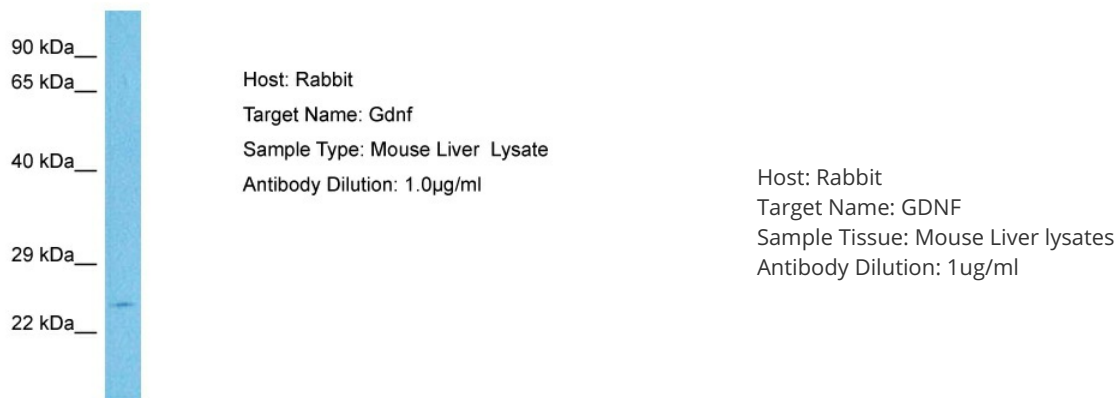 90 kDa__
65 kDa__
40 kDa__
29 kDa__
22 kDa__
Host: Rabbit
Target Name: Gdnf
Sample Type: Mouse Liver Lysate
Antibody Dilution: 1.0µg/ml
Host: Rabbit
Target Name: GDNF
Sample Tissue: Mouse Liver lysates
Antibody Dilution: 1ug/ml